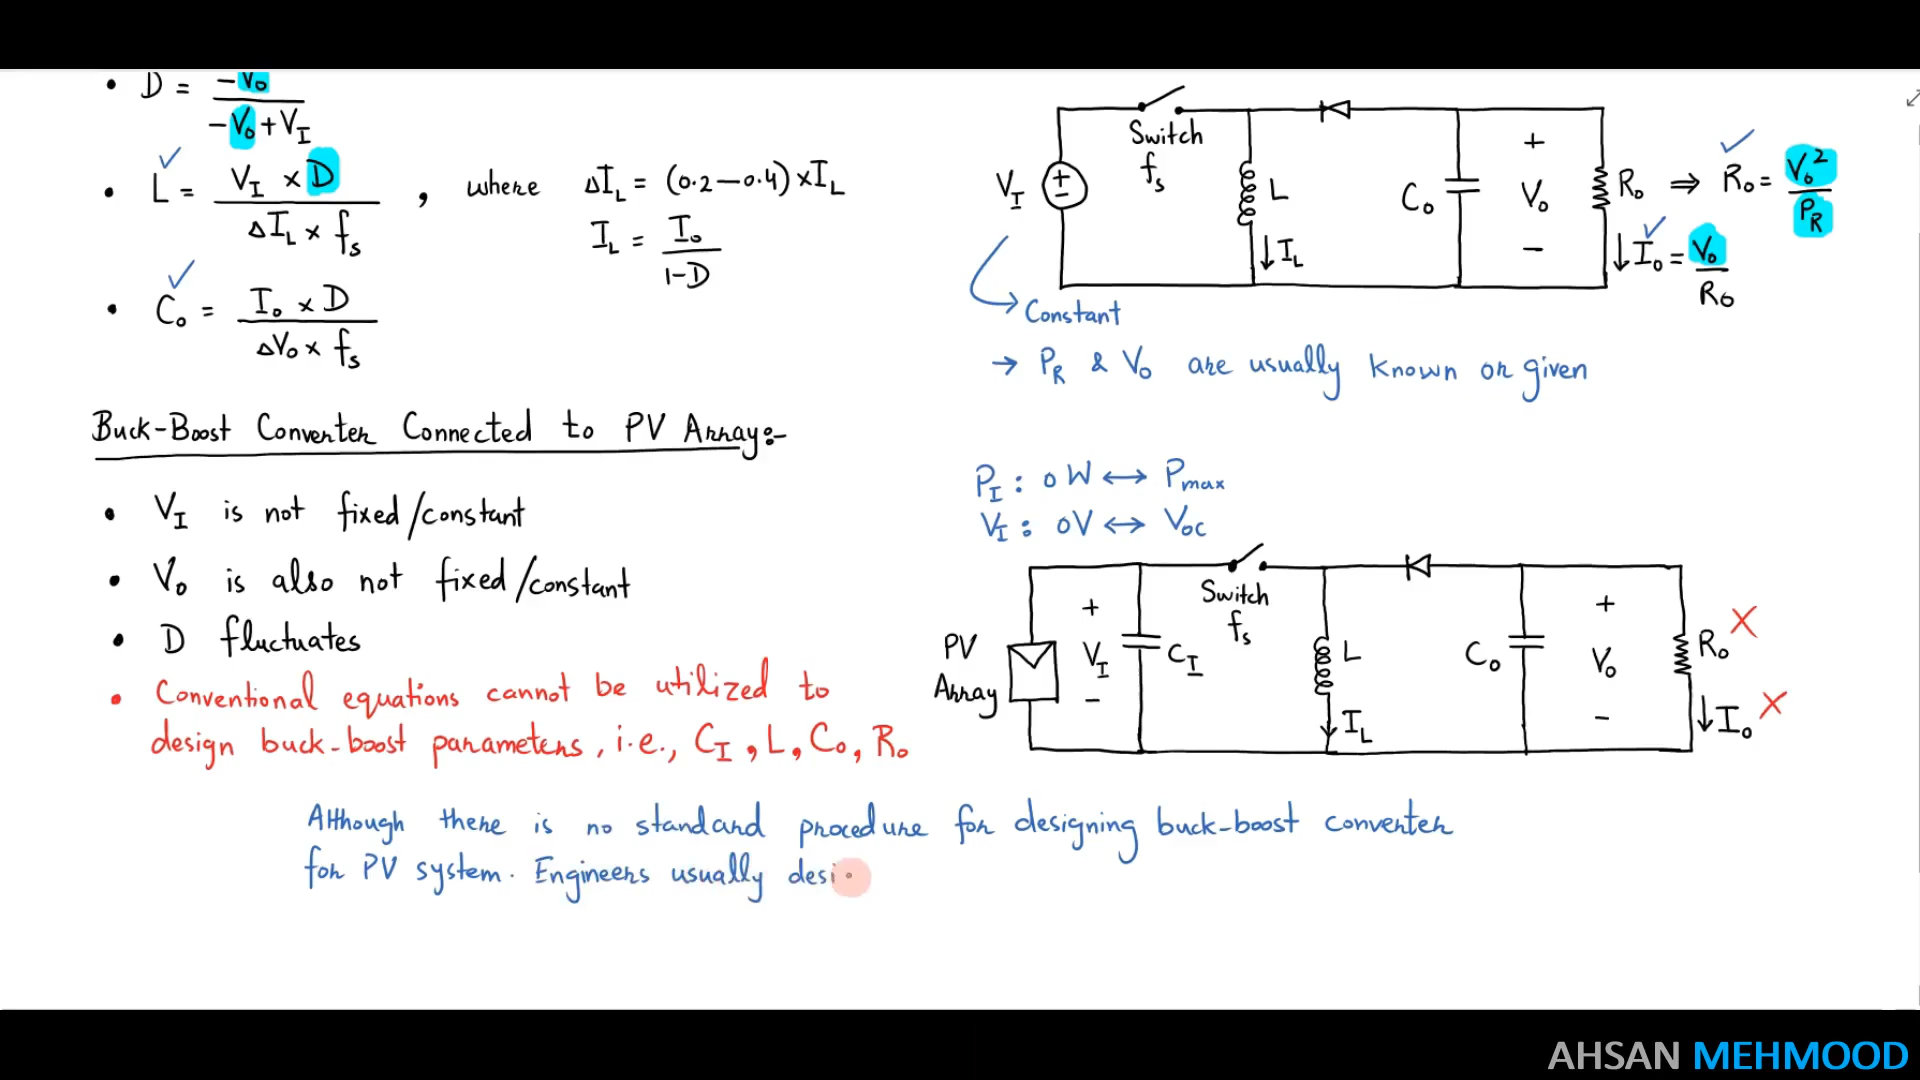 • D = -V₀ / (-V₀ + V_I)
• L = (V_I × D) / (ΔI_L × f_s) , where ΔI_L = (0.2 – 0.4) × I_L
I_L = I₀ / (1-D)
• C₀ = (I₀ × D) / (ΔV₀ × f_s)
Switch
f_s
V_I
+
−
L
↓ I_L
C₀
+
V₀
−
R₀ ⇒ R₀ = V₀² / P_R
↓ I₀ = V₀ / R₀
Constant
→ P_R & V₀ are usually known or given
Buck-Boost Converter Connected to PV Array:-
• V_I is not fixed/constant
• V₀ is also not fixed/constant
• D fluctuates
• Conventional equations cannot be utilized to
design buck-boost parameters, i.e., C_I, L, C₀, R₀
P_I : 0W ↔ P_max
V_I : 0V ↔ V_OC
Switch
f_s
PV
Array
+
V_I
−
C_I
L
↓ I_L
C₀
+
V₀
−
R₀ X
↓ I₀ X
Although there is no standard procedure for designing buck-boost converter
for PV system. Engineers usually desi
AHSAN MEHMOOD